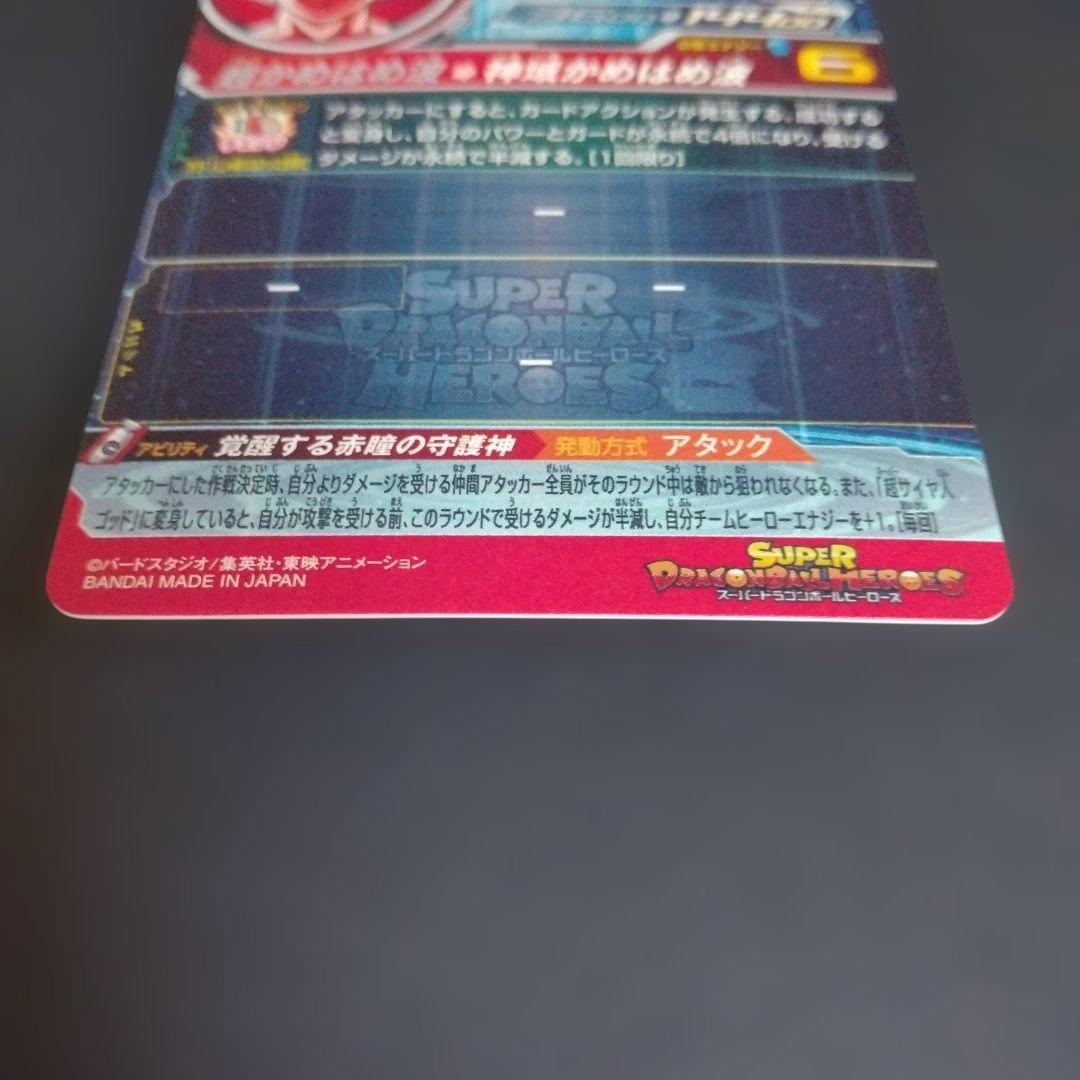 超かめはめ波 ➡ 神域かめはめ波 6
アタッカーにすると、カードアクションが発生する。成功する
と変身し、自分のパワーとガードが永続で4倍になり、受ける
ダメージが永続で半減する。[1回限り]
ー
ー ー
SUPER
DRAGONBALL
スーパードラゴンボールヒーローズ
ー
HEROES
アビリティ 覚醒する赤瞳の守護神 発動方式 アタック
アタッカーにした作戦決定時、自分よりダメージを受ける仲間アタッカー全員がそのラウンド中は敵から狙われなくなる。また、「超サイヤ人
ゴッド」に変身していると、自分が攻撃を受ける前、このラウンドで受けるダメージが半減し、自分チームヒーローエナジーを+1。[毎回]
©バードスタジオ/集英社・東映アニメーション
BANDAI MADE IN JAPAN
SUPER
DRAGONBALL HEROES
スーパードラゴンボールヒーローズ